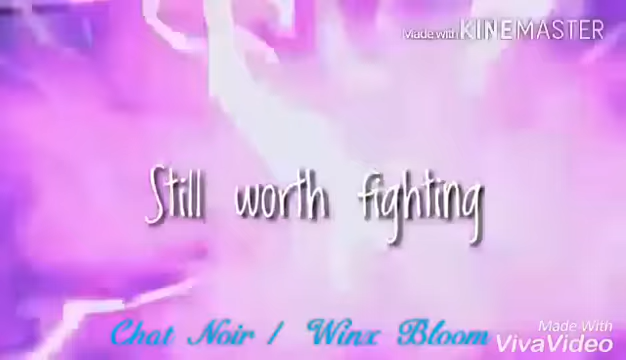 Made with KINEMASTER
Still worth fighting
Chat Noir / Winx Bloom
Made With
VivaVideo